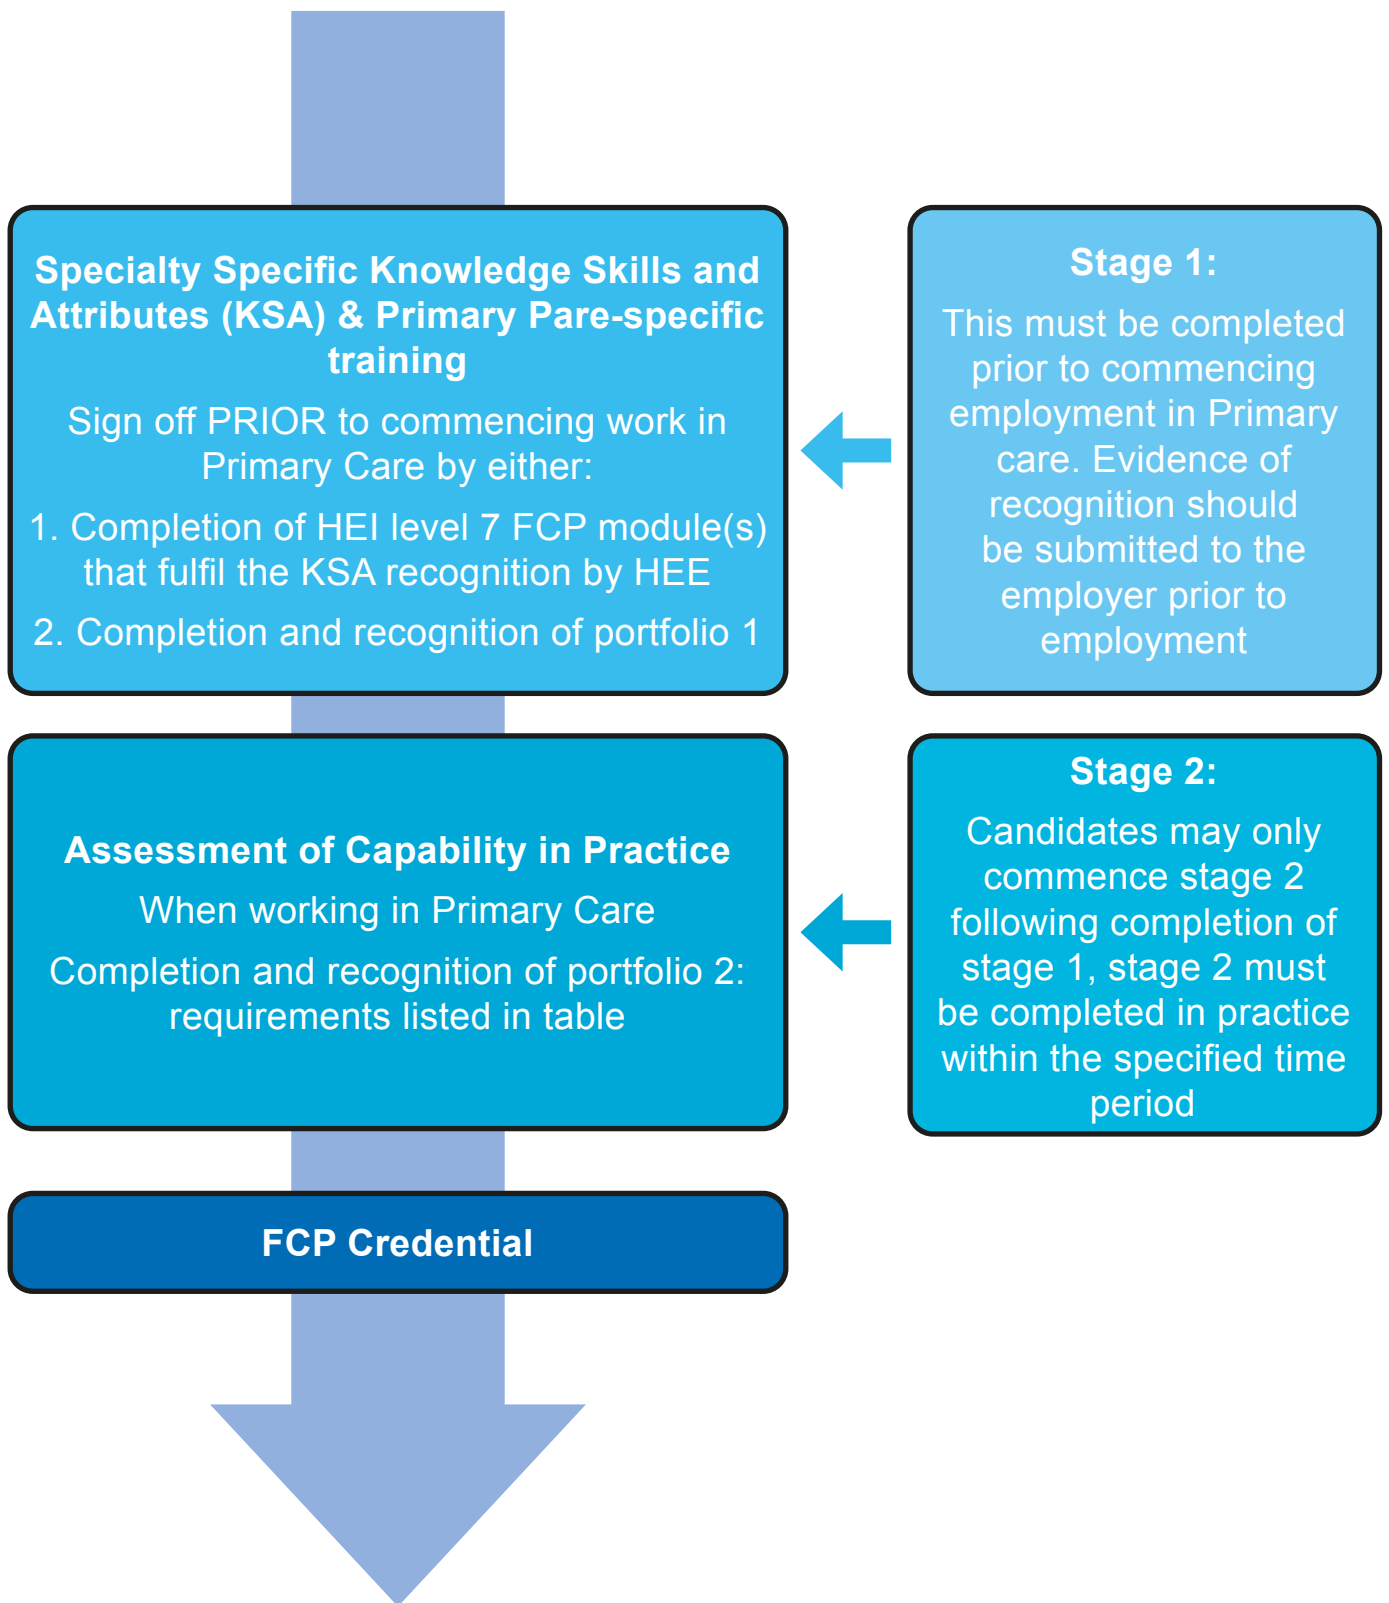 Specialty Specific Knowledge Skills and
Attributes (KSA) & Primary Pare-specific
training
Sign off PRIOR to commencing work in
Primary Care by either:
1. Completion of HEI level 7 FCP module(s)
that fulfil the KSA recognition by HEE
2. Completion and recognition of portfolio 1
Stage 1:
This must be completed
prior to commencing
employment in Primary
care. Evidence of
recognition should
be submitted to the
employer prior to
employment
Assessment of Capability in Practice
When working in Primary Care
Completion and recognition of portfolio 2:
requirements listed in table
Stage 2:
Candidates may only
commence stage 2
following completion of
stage 1, stage 2 must
be completed in practice
within the specified time
period
FCP Credential